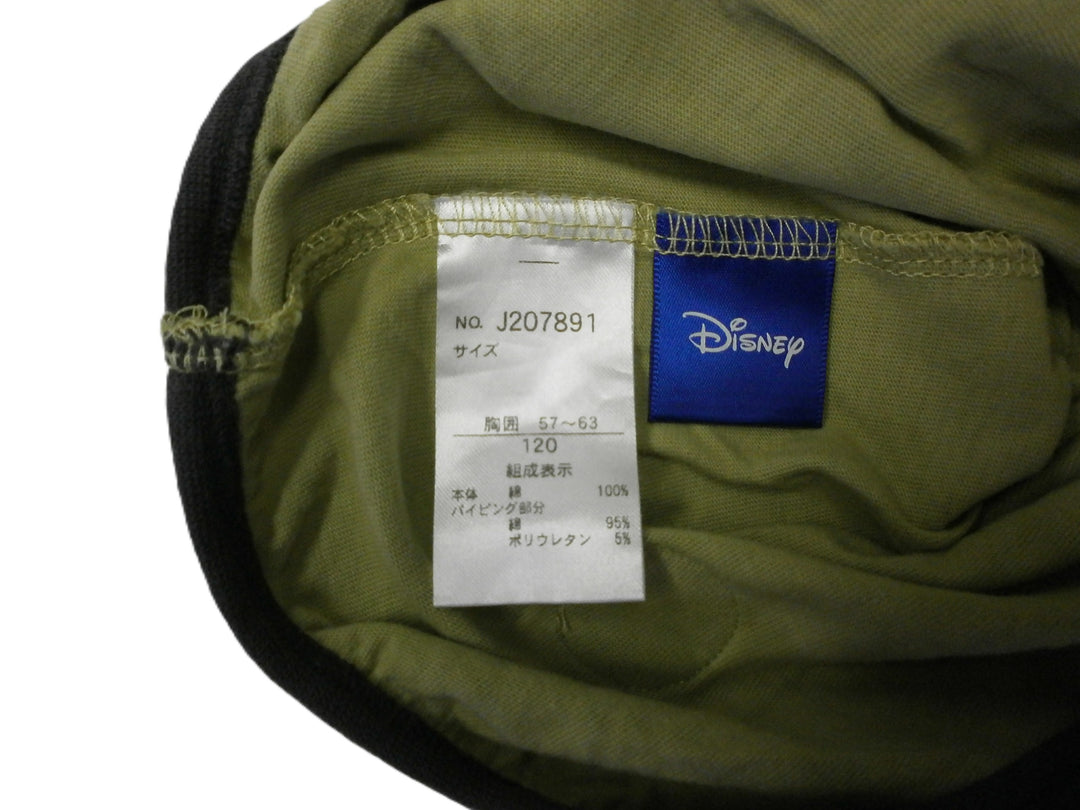 NO. J207891
サイズ
胸囲 57～63
120
組成表示
本体 綿 100%
パイピング部分
綿 95%
ポリウレタン 5%
Disney